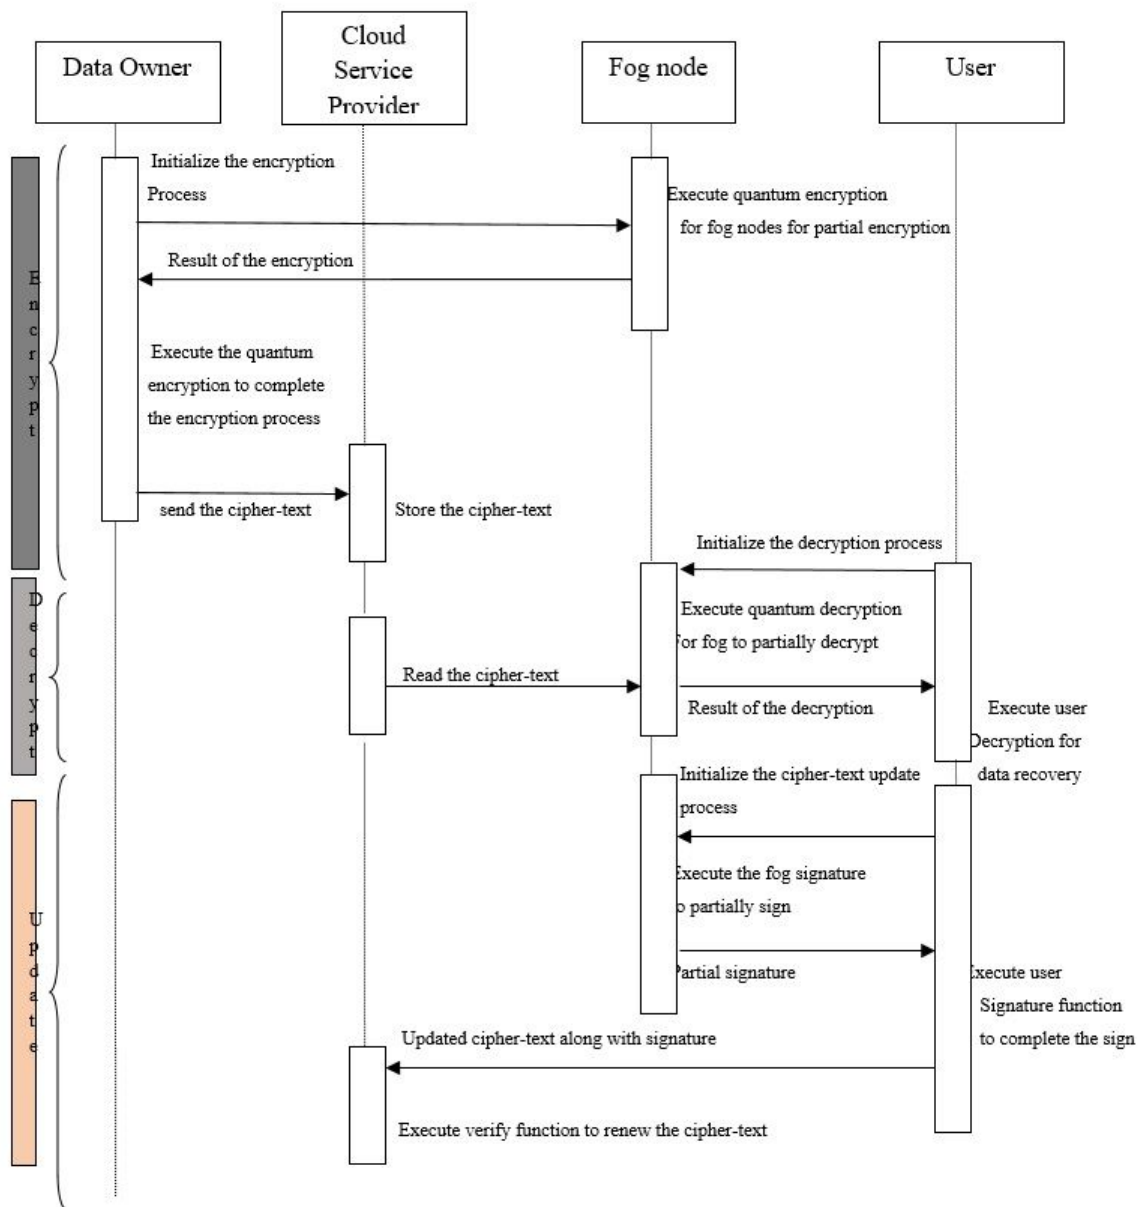 Data Owner
Cloud
Service
Provider
Fog node
User
Encrypt
Initialize the encryption
Process
Execute quantum encryption
for fog nodes for partial encryption
Result of the encryption
Execute the quantum
encryption to complete
the encryption process
send the cipher-text
Store the cipher-text
Decrypt
Initialize the decryption process
Execute quantum decryption
For fog to partially decrypt
Read the cipher-text
Result of the decryption
Execute user
Decryption for
data recovery
Update
Initialize the cipher-text update
process
Execute the fog signature
to partially sign
Partial signature
Execute user
Signature function
to complete the sign
Updated cipher-text along with signature
Execute verify function to renew the cipher-text